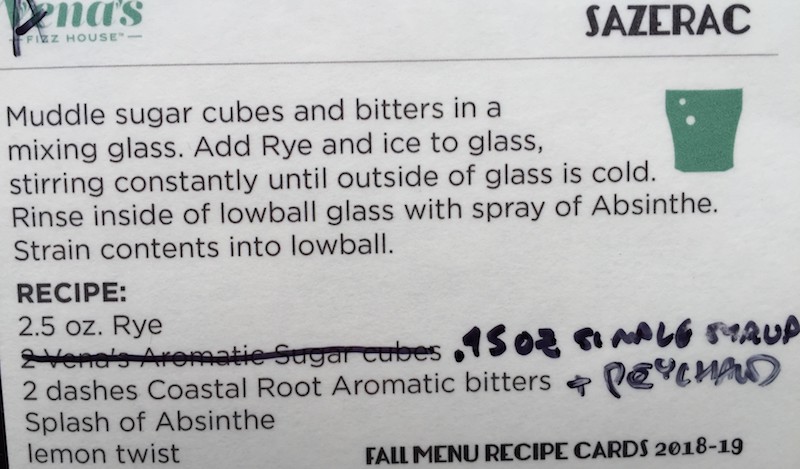 Vena's
FIZZ HOUSE™
SAZERAC
Muddle sugar cubes and bitters in a
mixing glass. Add Rye and ice to glass,
stirring constantly until outside of glass is cold.
Rinse inside of lowball glass with spray of Absinthe.
Strain contents into lowball.
RECIPE:
2.5 oz. Rye
2 Vena's Aromatic Sugar cubes .75 OZ SIMPLE SYRUP
2 dashes Coastal Root Aromatic bitters + PEYCHAUD
Splash of Absinthe
lemon twist
FALL MENU RECIPE CARDS 2018-19